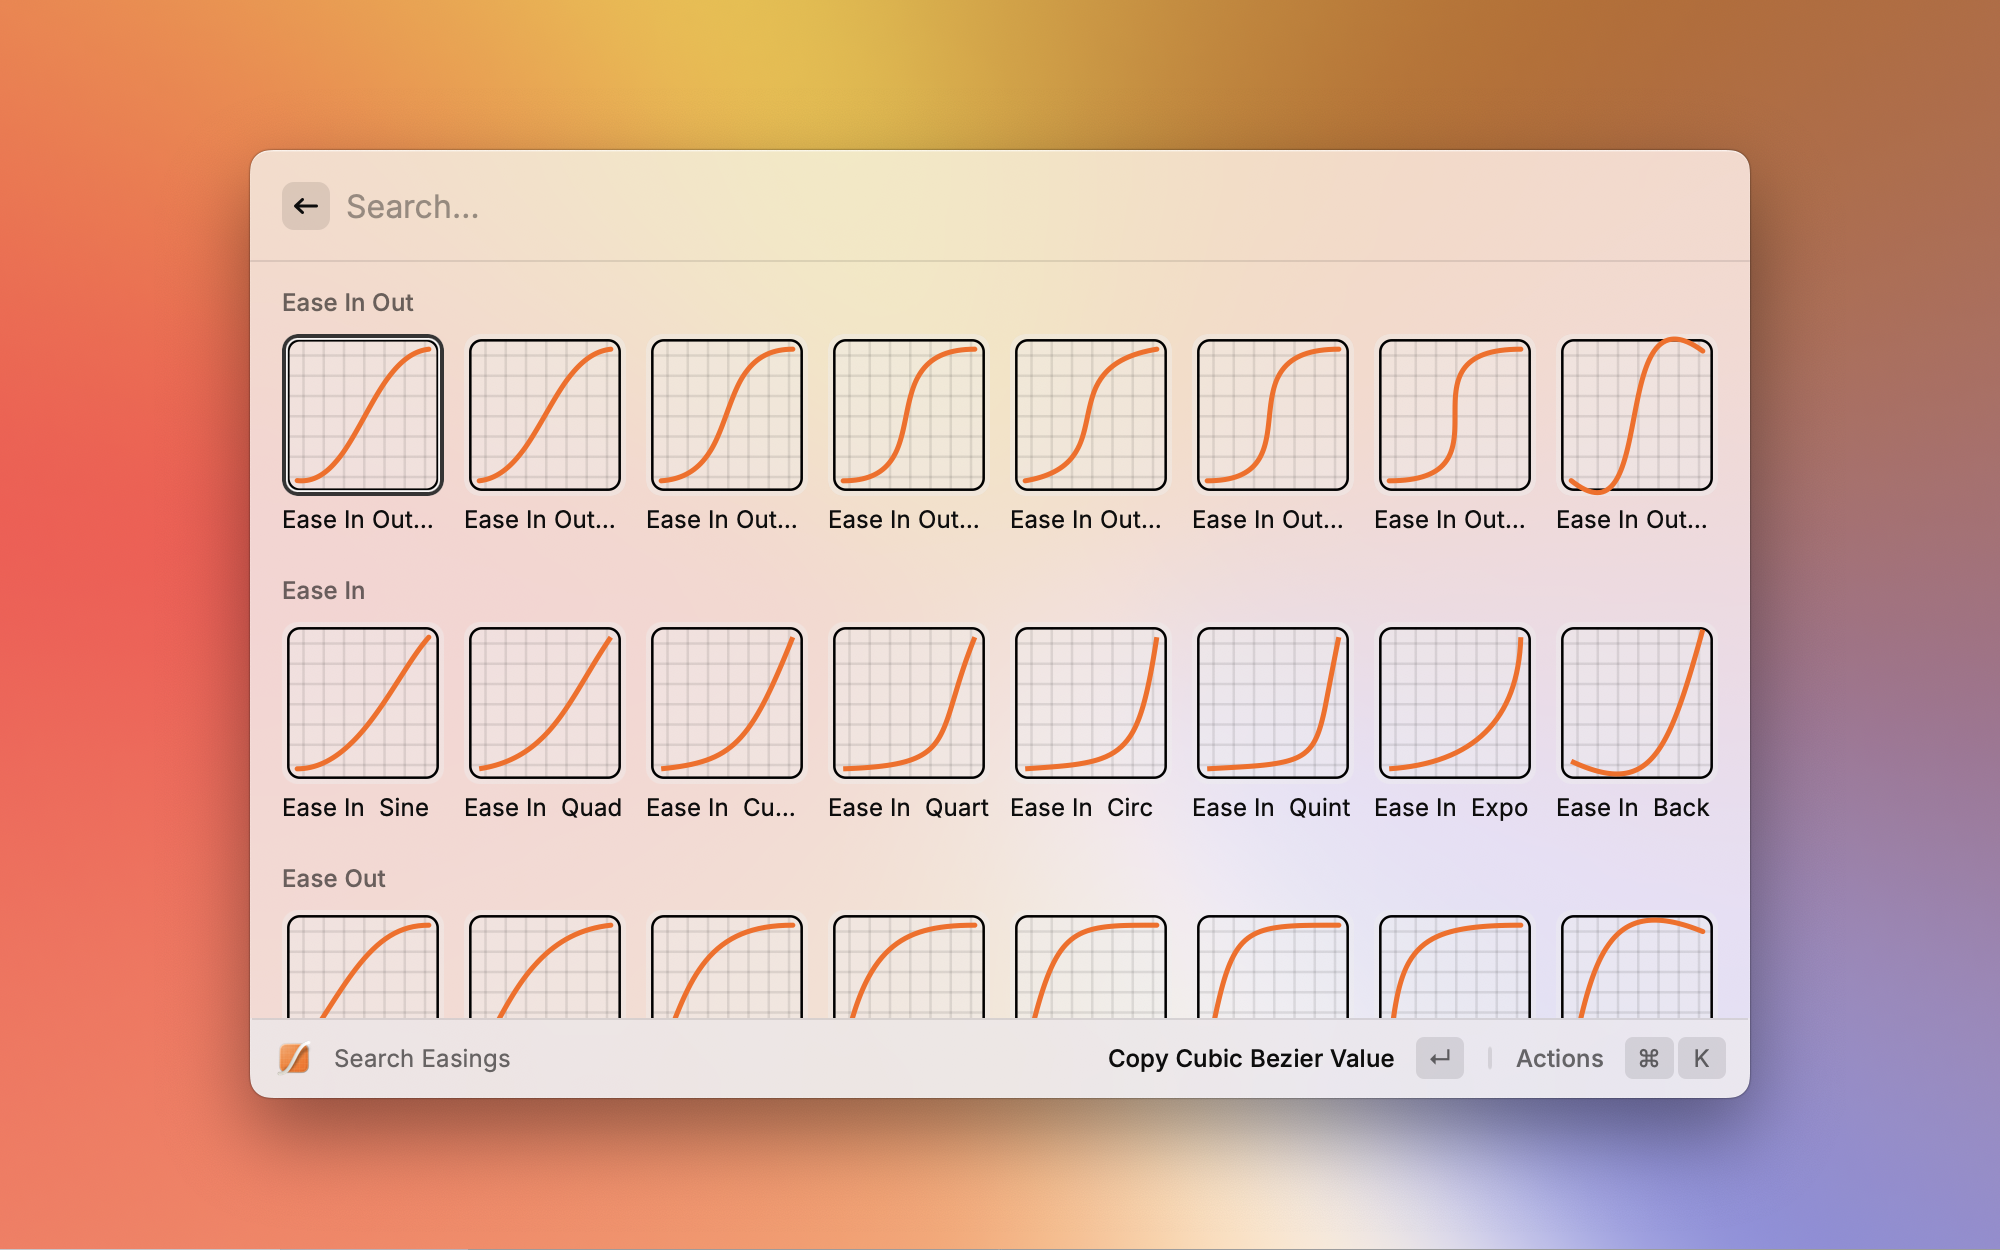 Search...
Ease In Out
Ease In Out... Ease In Out... Ease In Out... Ease In Out... Ease In Out... Ease In Out... Ease In Out... Ease In Out...
Ease In
Ease In  Sine Ease In  Quad Ease In  Cu... Ease In  Quart Ease In  Circ Ease In  Quint Ease In  Expo Ease In  Back
Ease Out
Search Easings Copy Cubic Bezier Value ↵ Actions ⌘ K